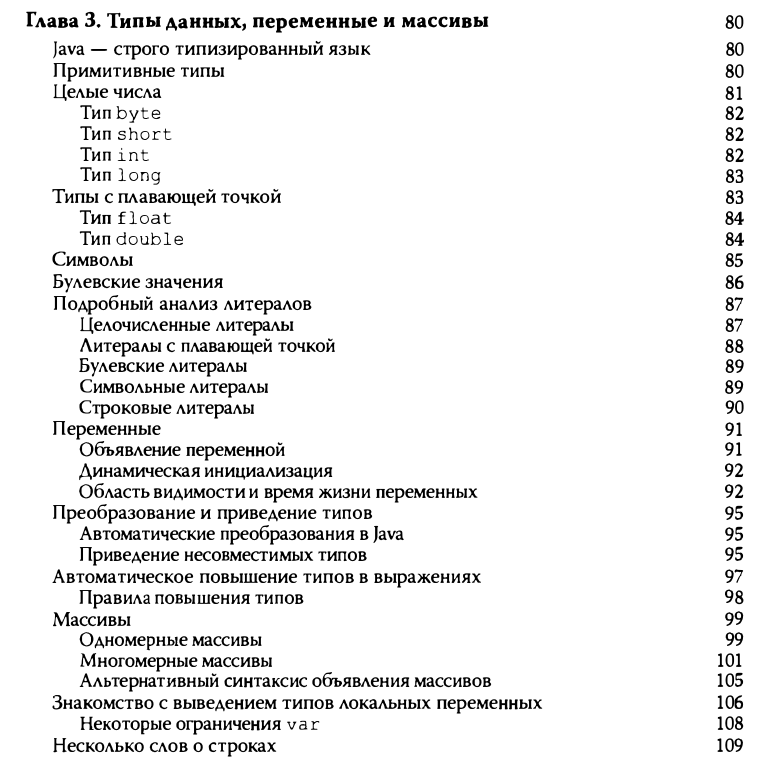 Глава 3. Типы данных, переменные и массивы 80
Java — строго типизированный язык 80
Примитивные типы 80
Целые числа 81
Тип byte 82
Тип short 82
Тип int 82
Тип long 83
Типы с плавающей точкой 83
Тип float 84
Тип double 84
Символы 85
Булевские значения 86
Подробный анализ литералов 87
Целочисленные литералы 87
Литералы с плавающей точкой 88
Булевские литералы 89
Символьные литералы 89
Строковые литералы 90
Переменные 91
Объявление переменной 91
Динамическая инициализация 92
Область видимости и время жизни переменных 92
Преобразование и приведение типов 95
Автоматические преобразования в Java 95
Приведение несовместимых типов 95
Автоматическое повышение типов в выражениях 97
Правила повышения типов 98
Массивы 99
Одномерные массивы 99
Многомерные массивы 101
Альтернативный синтаксис объявления массивов 105
Знакомство с выведением типов локальных переменных 106
Некоторые ограничения var 108
Несколько слов о строках 109